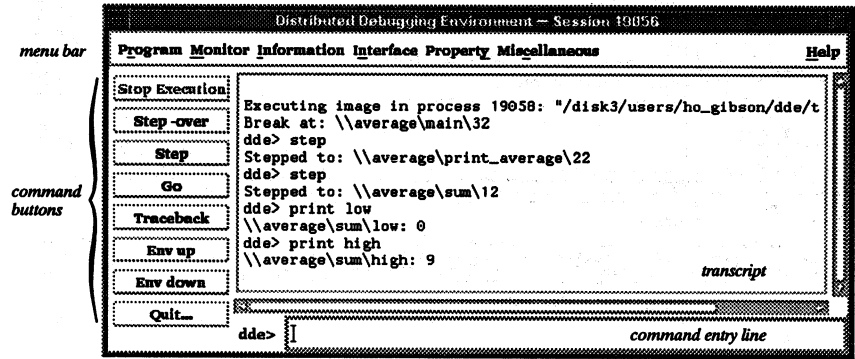 Distributed Debugging Environment — Session 19056
menu bar
Program Monitor Information Interface Property Miscellaneous Help
command buttons
Stop Execution
Step-over
Step
Go
Traceback
Env up
Env down
Quit...
Executing image in process 19058: "/disk3/users/ho_gibson/dde/t
Break at: \\average\main\32
dde> step
Stepped to: \\average\print_average\22
dde> step
Stepped to: \\average\sum\12
dde> print low
\\average\sum\low: 0
dde> print high
\\average\sum\high: 9
transcript
dde>
command entry line